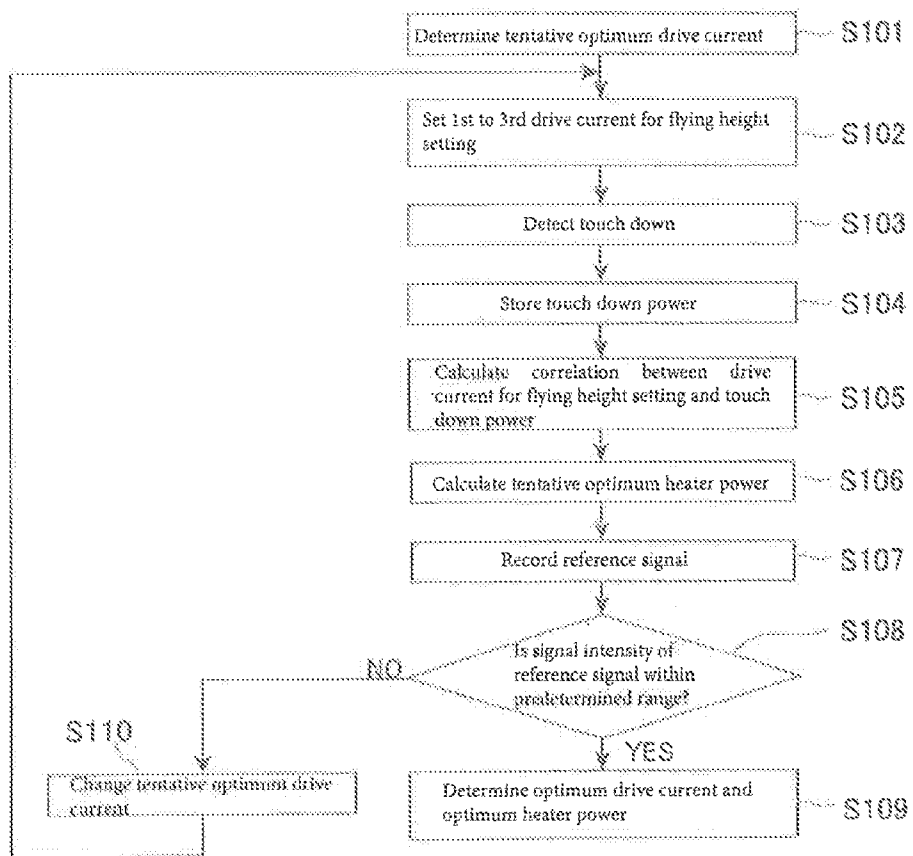 Determine tentative optimum drive current
S101
Set 1st to 3rd drive current for flying height
setting
S102
Detect touch down
S103
Store touch down power
S104
Calculate correlation between drive
current for flying height setting and touch
down power
S105
Calculate tentative optimum heater power
S106
Record reference signal
S107
Is signal intensity of
reference signal within
predetermined range?
S108
NO
YES
S110
Change tentative optimum drive
current
Determine optimum drive current and
optimum heater power
S109